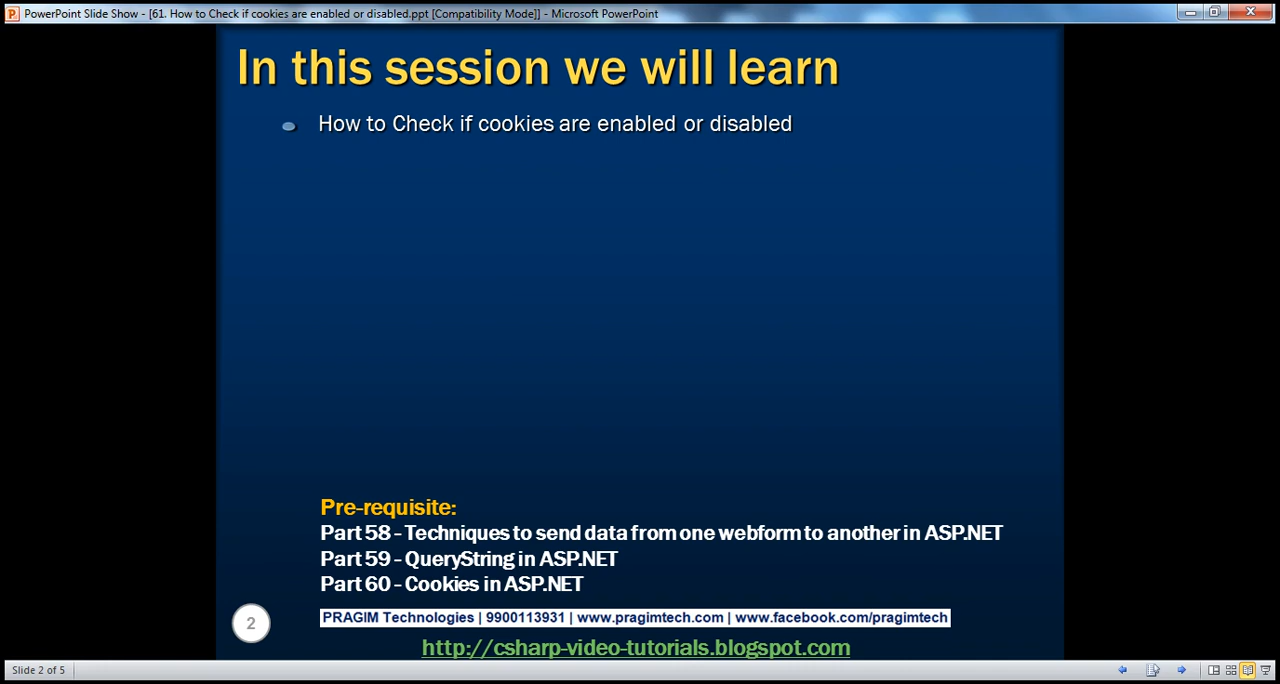 PowerPoint Slide Show - [61. How to Check if cookies are enabled or disabled.ppt [Compatibility Mode]] - Microsoft PowerPoint
In this session we will learn
How to Check if cookies are enabled or disabled
Pre-requisite:
Part 58 - Techniques to send data from one webform to another in ASP.NET
Part 59 - QueryString in ASP.NET
Part 60 - Cookies in ASP.NET
PRAGIM Technologies | 9900113931 | www.pragimtech.com | www.facebook.com/pragimtech
2
http://csharp-video-tutorials.blogspot.com
Slide 2 of 5